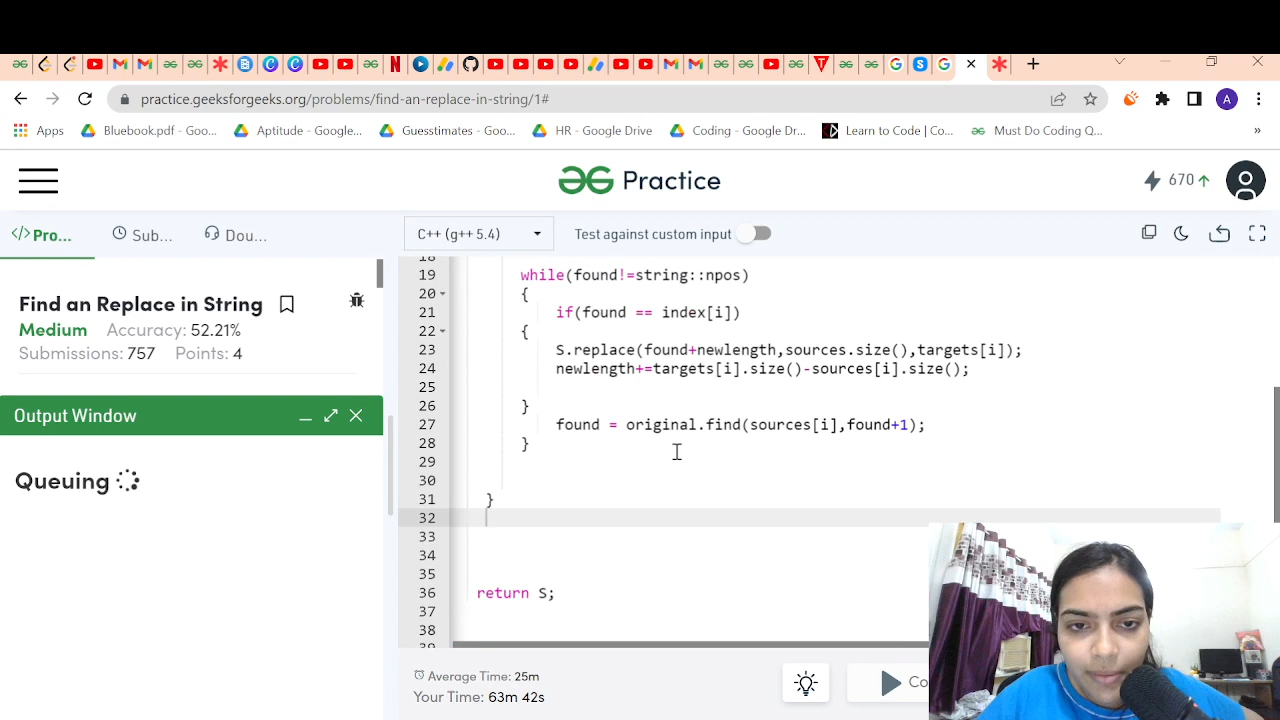 practice.geeksforgeeks.org/problems/find-an-replace-in-string/1#
A
Apps
Bluebook.pdf - Goo...
Aptitude - Google...
Guesstimates - Goo...
HR - Google Drive
Coding - Google Dr...
Learn to Code | Co...
Must Do Coding Q...
»
Practice
670
</> Pro...
Sub...
Dou...
C++ (g++ 5.4)
Test against custom input
Find an Replace in String
Medium Accuracy: 52.21%
Submissions: 757 Points: 4
Output Window
Queuing
18
19 while(found!=string::npos)
20 {
21 if(found == index[i])
22 {
23 S.replace(found+newlength,sources.size(),targets[i]);
24 newlength+=targets[i].size()-sources[i].size();
25
26 }
27 found = original.find(sources[i],found+1);
28 }
29
30
31 }
32
33
34
35
36 return S;
37
38
39
Average Time: 25m
Your Time: 63m 42s
Co